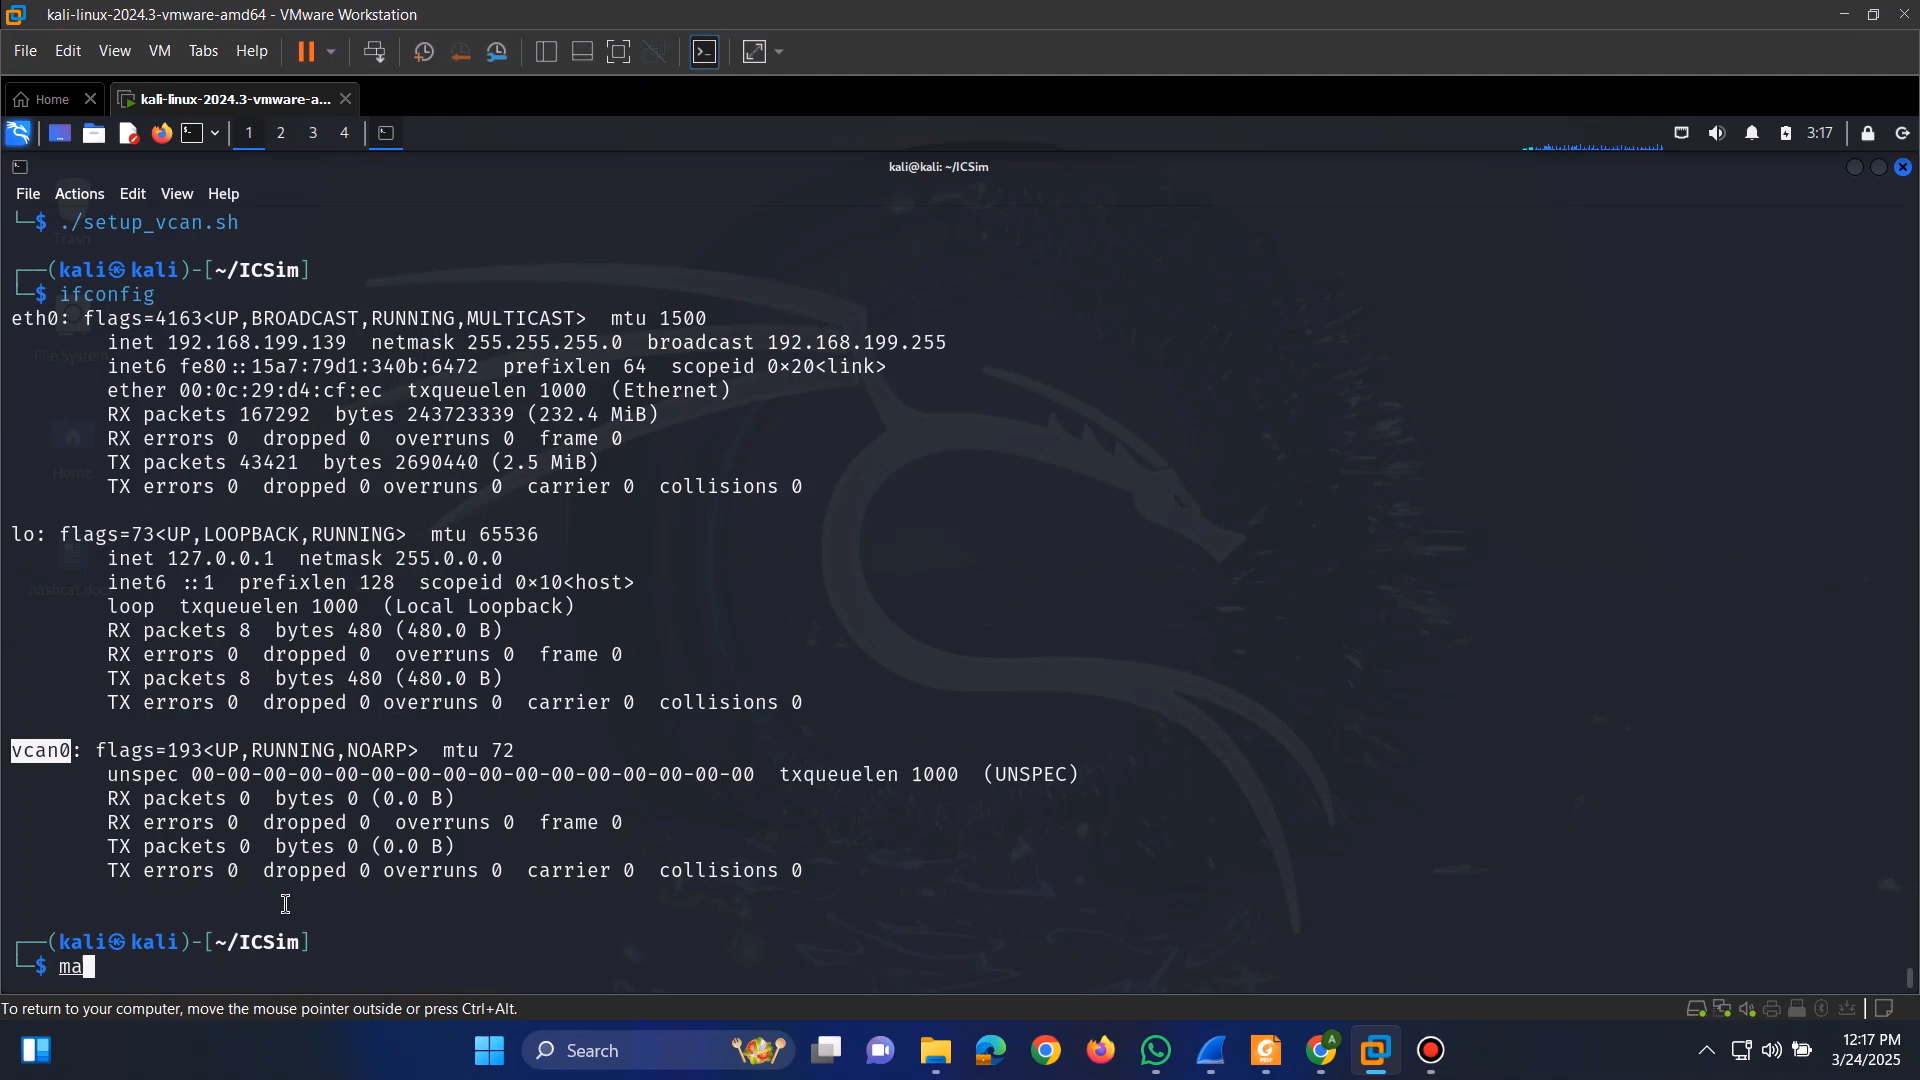 kali-linux-2024.3-vmware-amd64 - VMware Workstation
File Edit View VM Tabs Help
Home kali-linux-2024.3-vmware-a...
1 2 3 4 3:17
kali@kali: ~/ICSim
File Actions Edit View Help
└─$ ./setup_vcan.sh
Trash
┌──(kali㉿kali)-[~/ICSim]
└─$ ifconfig
eth0: flags=4163<UP,BROADCAST,RUNNING,MULTICAST>  mtu 1500
inet 192.168.199.139  netmask 255.255.255.0  broadcast 192.168.199.255
File System
inet6 fe80::15a7:79d1:340b:6472  prefixlen 64  scopeid 0×20<link>
ether 00:0c:29:d4:cf:ec  txqueuelen 1000  (Ethernet)
RX packets 167292  bytes 243723339 (232.4 MiB)
RX errors 0  dropped 0  overruns 0  frame 0
TX packets 43421  bytes 2690440 (2.5 MiB)
Home
TX errors 0  dropped 0 overruns 0  carrier 0  collisions 0
lo: flags=73<UP,LOOPBACK,RUNNING>  mtu 65536
inet 127.0.0.1  netmask 255.0.0.0
inet6 ::1  prefixlen 128  scopeid 0×10<host>
loop  txqueuelen 1000  (Local Loopback)
RX packets 8  bytes 480 (480.0 B)
RX errors 0  dropped 0  overruns 0  frame 0
TX packets 8  bytes 480 (480.0 B)
TX errors 0  dropped 0 overruns 0  carrier 0  collisions 0
vcan0: flags=193<UP,RUNNING,NOARP>  mtu 72
unspec 00-00-00-00-00-00-00-00-00-00-00-00-00-00-00-00  txqueuelen 1000  (UNSPEC)
RX packets 0  bytes 0 (0.0 B)
RX errors 0  dropped 0  overruns 0  frame 0
TX packets 0  bytes 0 (0.0 B)
TX errors 0  dropped 0 overruns 0  carrier 0  collisions 0
┌──(kali㉿kali)-[~/ICSim]
└─$ ma
To return to your computer, move the mouse pointer outside or press Ctrl+Alt.
Search
PDF
A
12:17 PM
3/24/2025